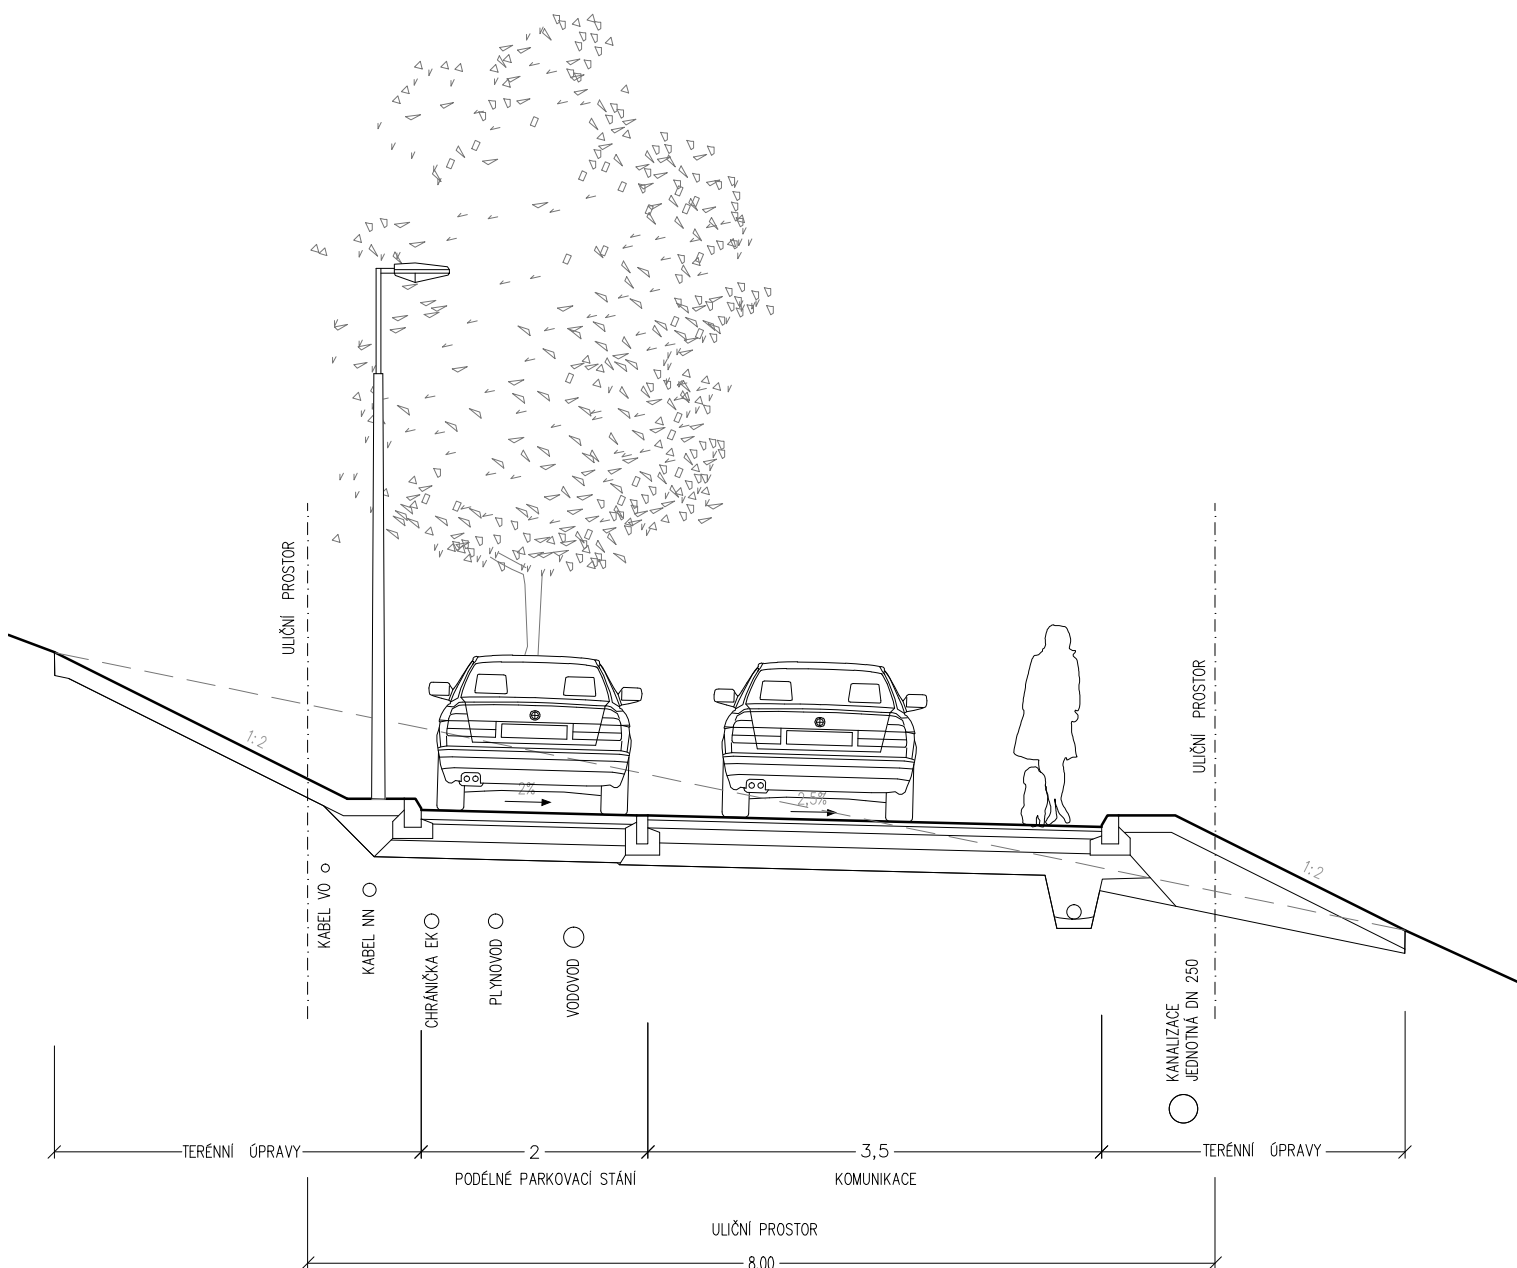 ULIČNÍ PROSTOR
ULIČNÍ PROSTOR
1:2
2%
2,5%
1:2
KABEL VO
KABEL NN
CHRÁNIČKA EK
PLYNOVOD
VODOVOD
KANALIZACE
JEDNOTNÁ DN 250
TERÉNNÍ ÚPRAVY
2
3,5
TERÉNNÍ ÚPRAVY
PODÉLNÉ PARKOVACÍ STÁNÍ
KOMUNIKACE
ULIČNÍ PROSTOR
8,00